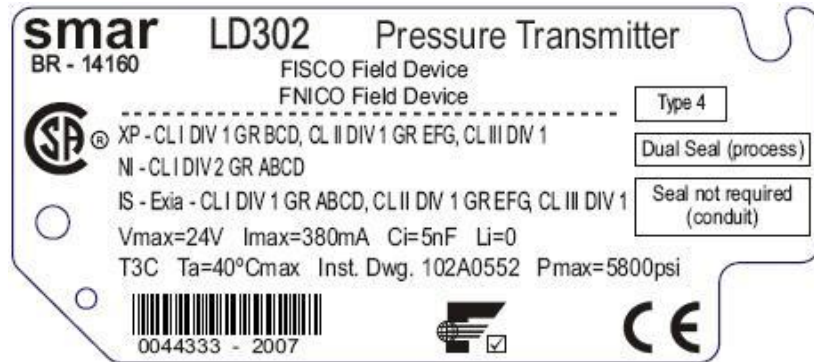 smar LD302 Pressure Transmitter
BR - 14160
FISCO Field Device
FNICO Field Device
Type 4
SA ®
XP - CL I DIV 1 GR BCD, CL II DIV 1 GR EFG, CL III DIV 1
Dual Seal (process)
NI - CL I DIV 2 GR ABCD
IS - Exia - CL I DIV 1 GR ABCD, CL II DIV 1 GR EFG, CL III DIV 1
Seal not required
(conduit)
Vmax=24V Imax=380mA Ci=5nF Li=0
T3C Ta=40ºCmax Inst. Dwg. 102A0552 Pmax=5800psi
0044333 - 2007
F
CE